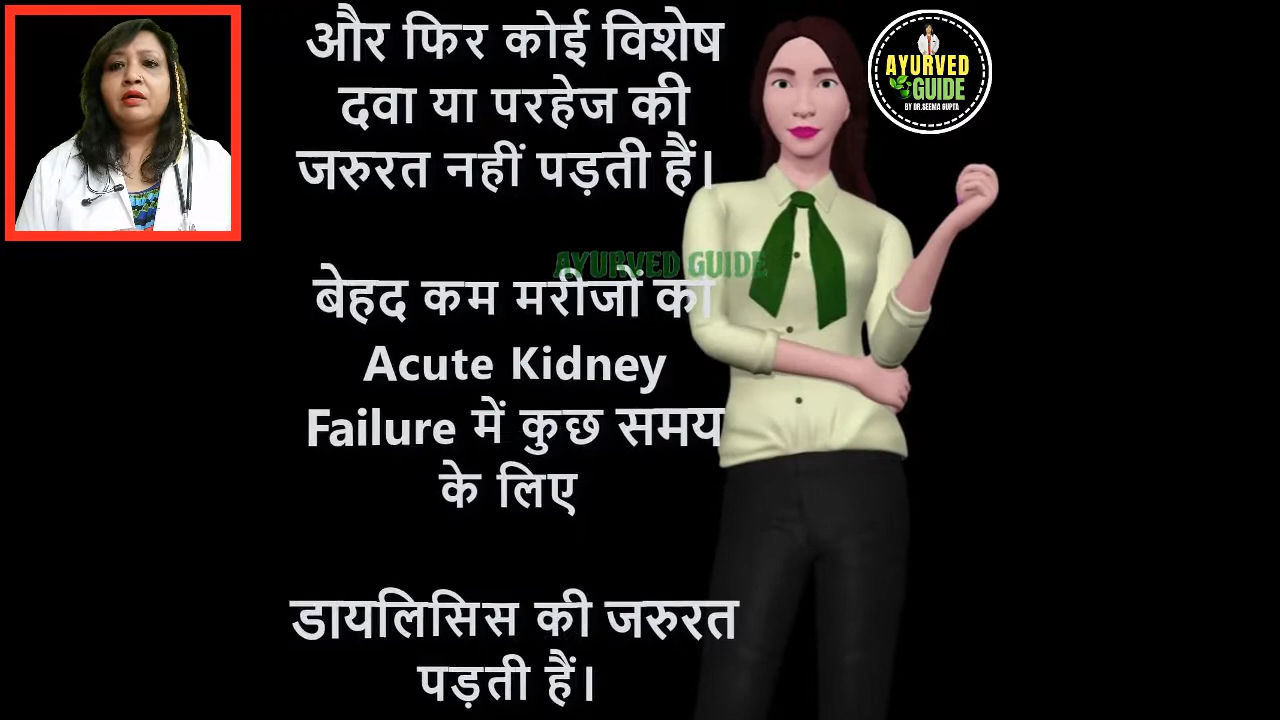 और फिर कोई विशेष
दवा या परहेज की
जरुरत नहीं पड़ती हैं।
AYURVED GUIDE
बेहद कम मरीजों को
Acute Kidney
Failure में कुछ समय
के लिए
डायलिसिस की जरुरत
पड़ती हैं।
AYURVED
GUIDE
BY DR.SEEMA GUPTA